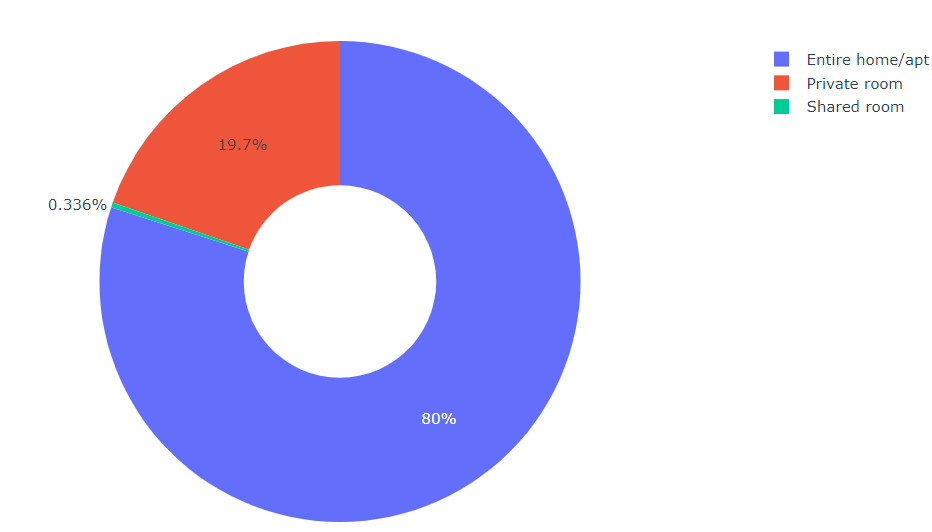 Entire home/apt
Private room
Shared room
19.7%
0.336%
80%